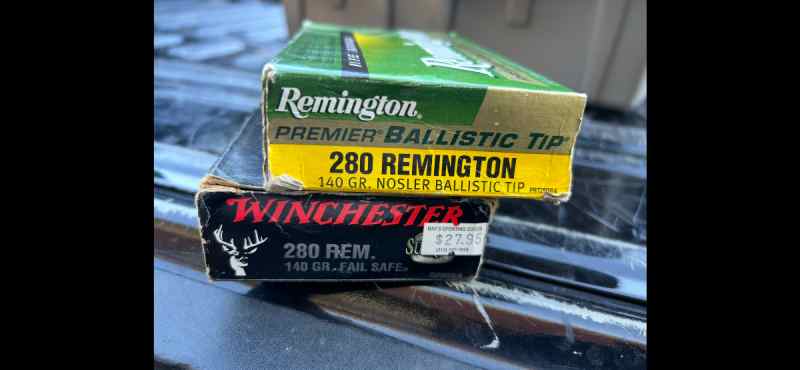 Remington
Remington.
PREMIER® BALLISTIC TIP®
280 REMINGTON
140 GR. NOSLER BALLISTIC TIP
WINCHESTER
$27.95
280 REM.
140 GR. FAIL SAFE®